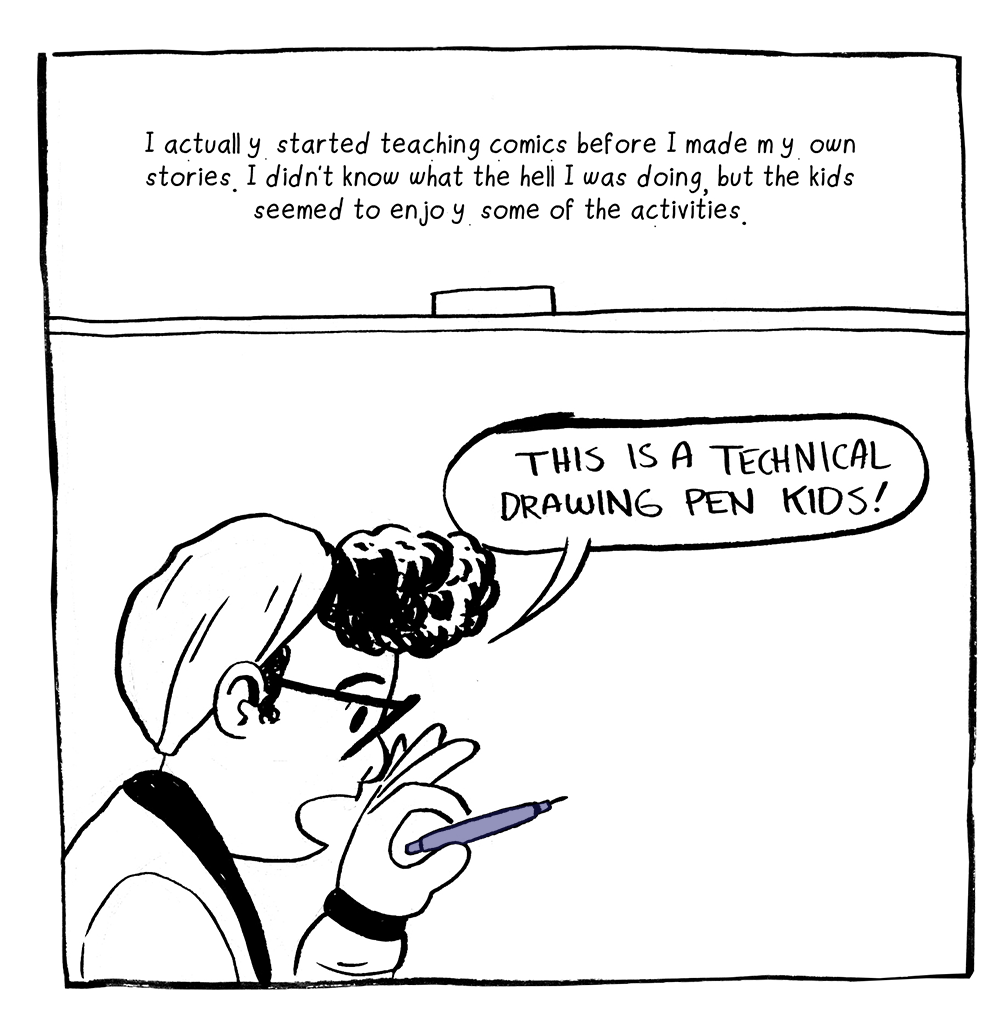 I actually started teaching comics before I made my own
stories. I didn't know what the hell I was doing, but the kids
seemed to enjoy some of the activities.
THIS IS A TECHNICAL
DRAWING PEN KIDS!